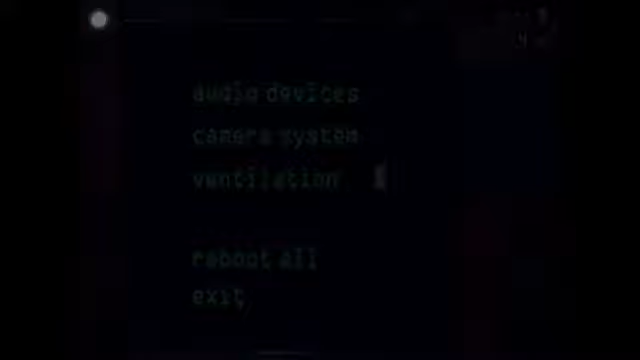 audio devices
camera system
ventilation
reboot all
exit